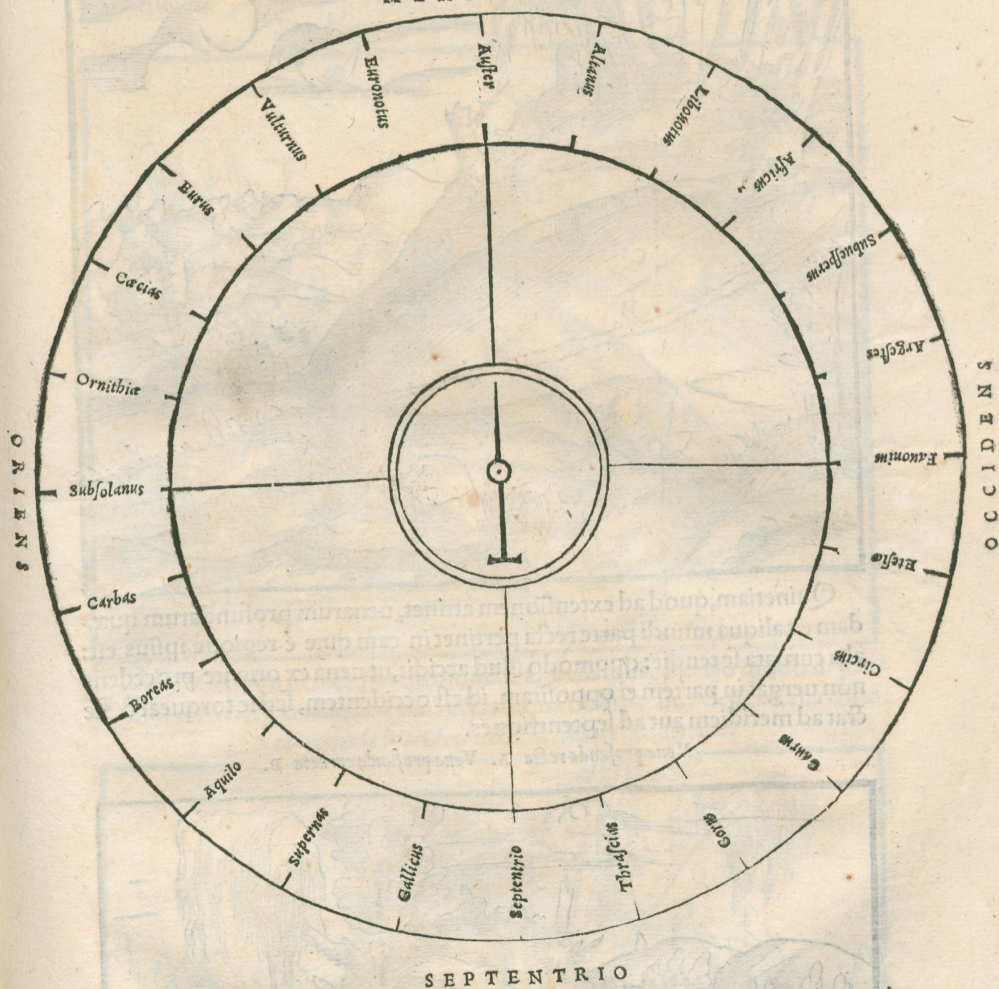 Auſter
Altanus
Libonotus
Africus
Subueſperus
Argeſtes
Fauonius
Eteſiæ
Circius
Caurus
Corus
Thraſcias
Septentrio
Gallicus
Supernas
Aquilo
Boreas
Carbas
Subſolanus
Ornithiæ
Cæcias
Eurus
Vulturnus
Euronotus
ORIENS
OCCIDENS
SEPTENTRIO